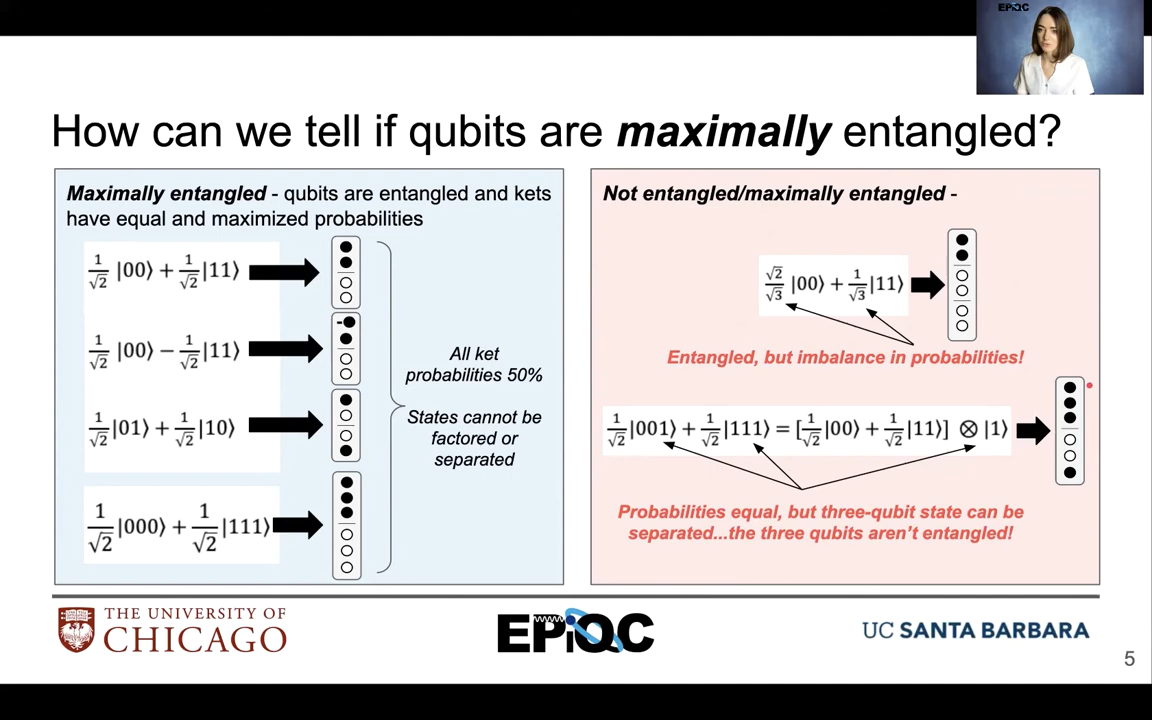 EPiQC
How can we tell if qubits are maximally entangled?
Maximally entangled - qubits are entangled and kets
have equal and maximized probabilities
1/√2 |00⟩ + 1/√2 |11⟩
1/√2 |00⟩ − 1/√2 |11⟩
1/√2 |01⟩ + 1/√2 |10⟩
1/√2 |000⟩ + 1/√2 |111⟩
-
All ket
probabilities 50%
States cannot be
factored or
separated
Not entangled/maximally entangled -
√2/√3 |00⟩ + 1/√3 |11⟩
Entangled, but imbalance in probabilities!
1/√2 |001⟩ + 1/√2 |111⟩ = [1/√2 |00⟩ + 1/√2 |11⟩] ⊗ |1⟩
Probabilities equal, but three-qubit state can be
separated...the three qubits aren't entangled!
THE UNIVERSITY OF
CHICAGO
EPiQC
UC SANTA BARBARA
5